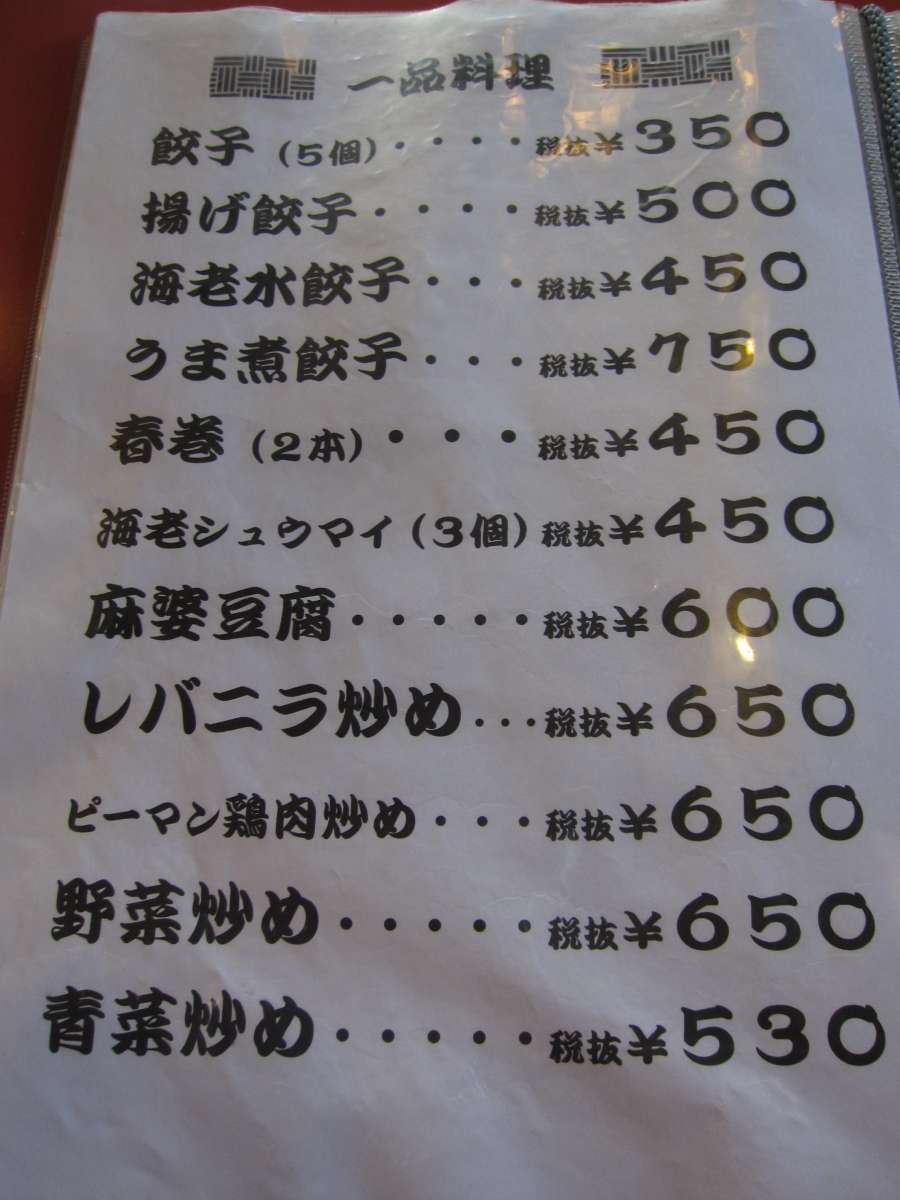 一品料理
餃子（5個）・・・・税抜¥350
揚げ餃子・・・・税抜¥500
海老水餃子・・・税抜¥450
うま煮餃子・・・税抜¥750
春巻（2本）・・・税抜¥450
海老シュウマイ（3個）税抜¥450
麻婆豆腐・・・・・税抜¥600
レバニラ炒め...税抜¥650
ピーマン鶏肉炒め・・・税抜¥650
野菜炒め・・・・・税抜¥650
青菜炒め・・・・・税抜¥530